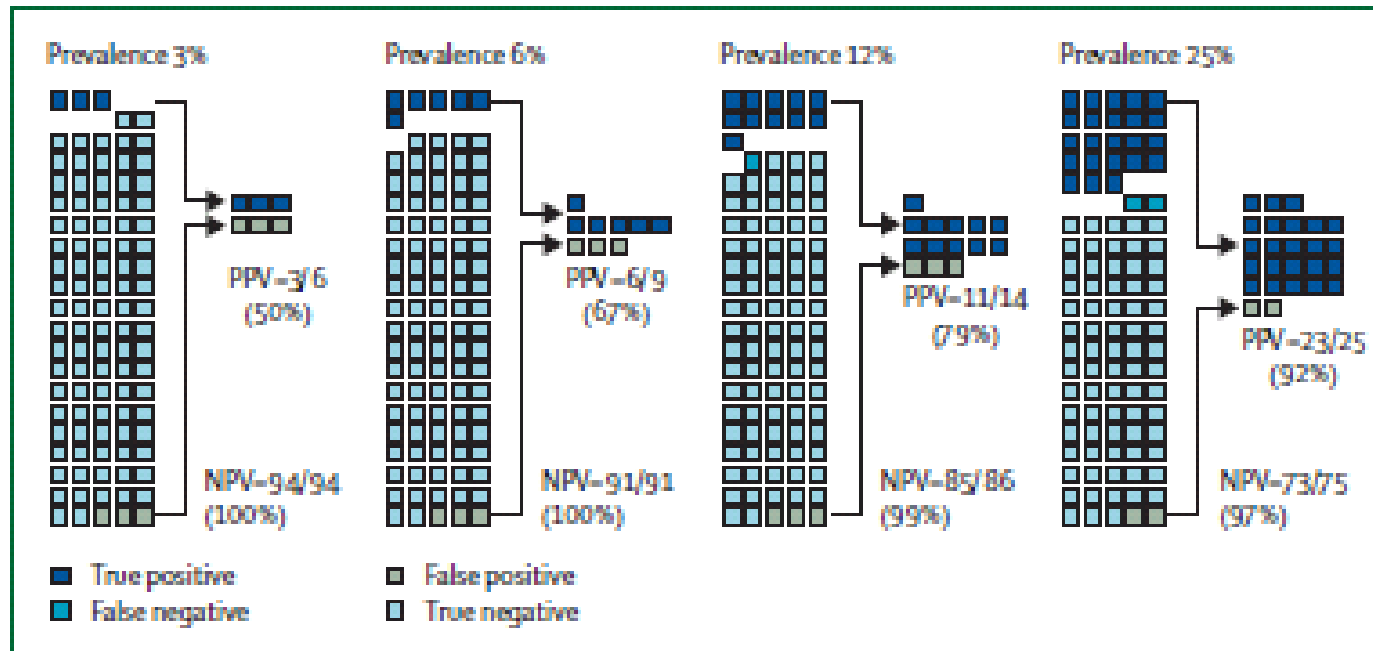 Prevalence 3%
Prevalence 6%
Prevalence 12%
Prevalence 25%
PPV=3/6
(50%)
PPV=6/9
(67%)
PPV=11/14
(79%)
PPV=23/25
(92%)
NPV=94/94
(100%)
NPV=91/91
(100%)
NPV=85/86
(99%)
NPV=73/75
(97%)
True positive
False positive
False negative
True negative